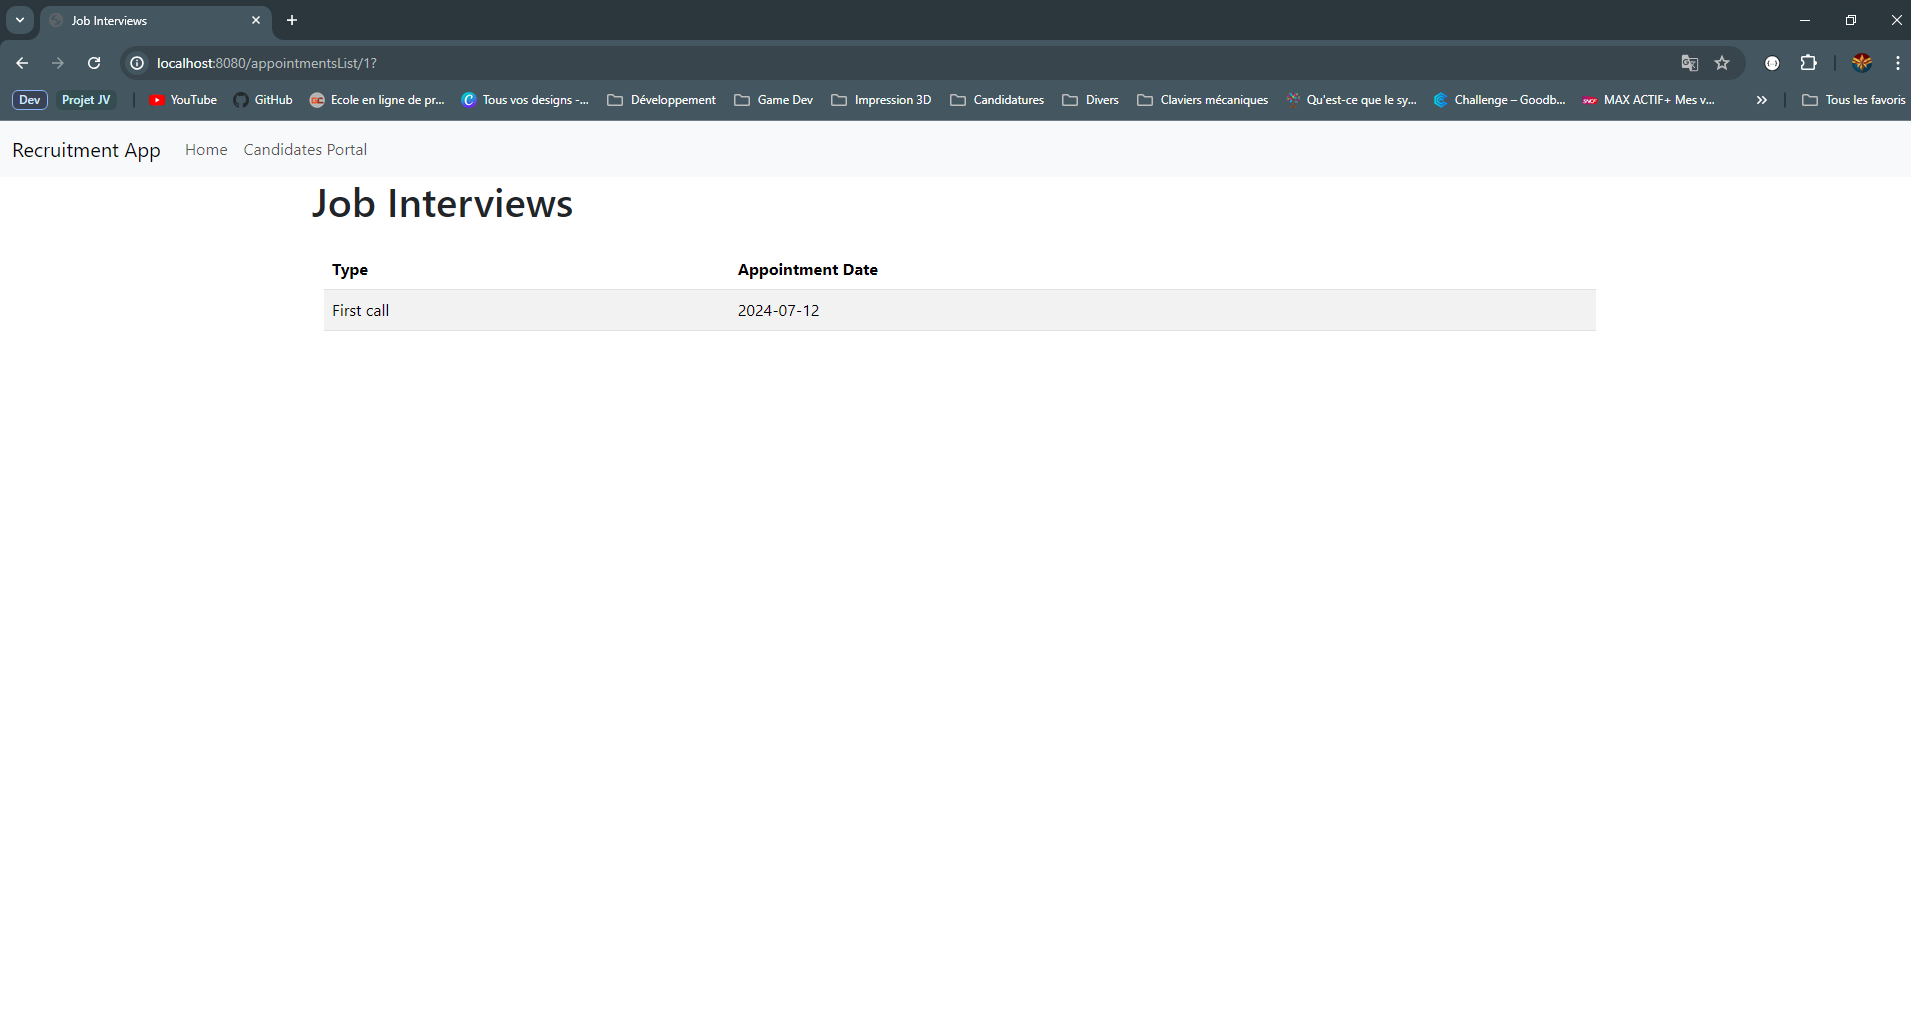 Job Interviews
localhost:8080/appointmentsList/1?
Dev Projet JV YouTube GitHub Ecole en ligne de pr... Tous vos designs -... Développement Game Dev Impression 3D Candidatures Divers Claviers mécaniques Qu'est-ce que le sy... Challenge – Goodb... MAX ACTIF+ Mes v... » Tous les favoris
Recruitment App Home Candidates Portal
Job Interviews
Type Appointment Date
First call 2024-07-12